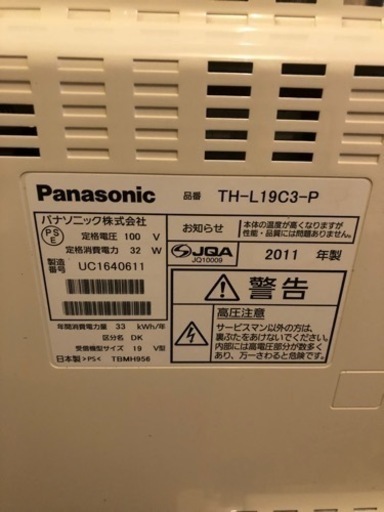 Panasonic 品番 TH-L19C3-P
パナソニック株式会社
PS
E
定格電圧 100 V
定格消費電力 32 W
製造
番号 UC1640611
年間消費電力量 33 kWh/年
区分名 DK
受信機型サイズ 19 V型
日本製 >PS< TBMH956
お知らせ
本体の温度が高くなりますが
性能・品質には問題ありません。
JQA
JQ10009
2011 年製
警告
高圧注意
サービスマン以外の方は、
裏ぶたをあけないでください。
内部には高電圧部分が数多く
あり、万一さわると危険です。